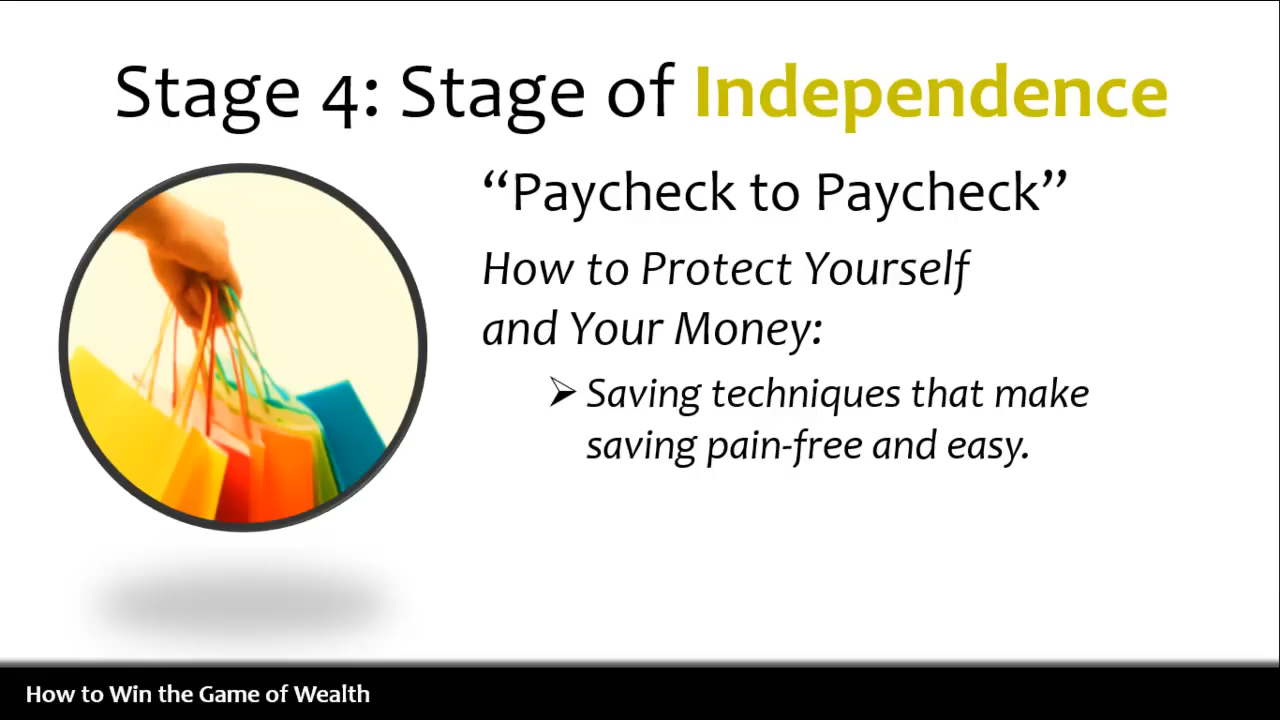 Stage 4: Stage of Independence
“Paycheck to Paycheck”
How to Protect Yourself
and Your Money:
➢ Saving techniques that make
saving pain-free and easy.
How to Win the Game of Wealth